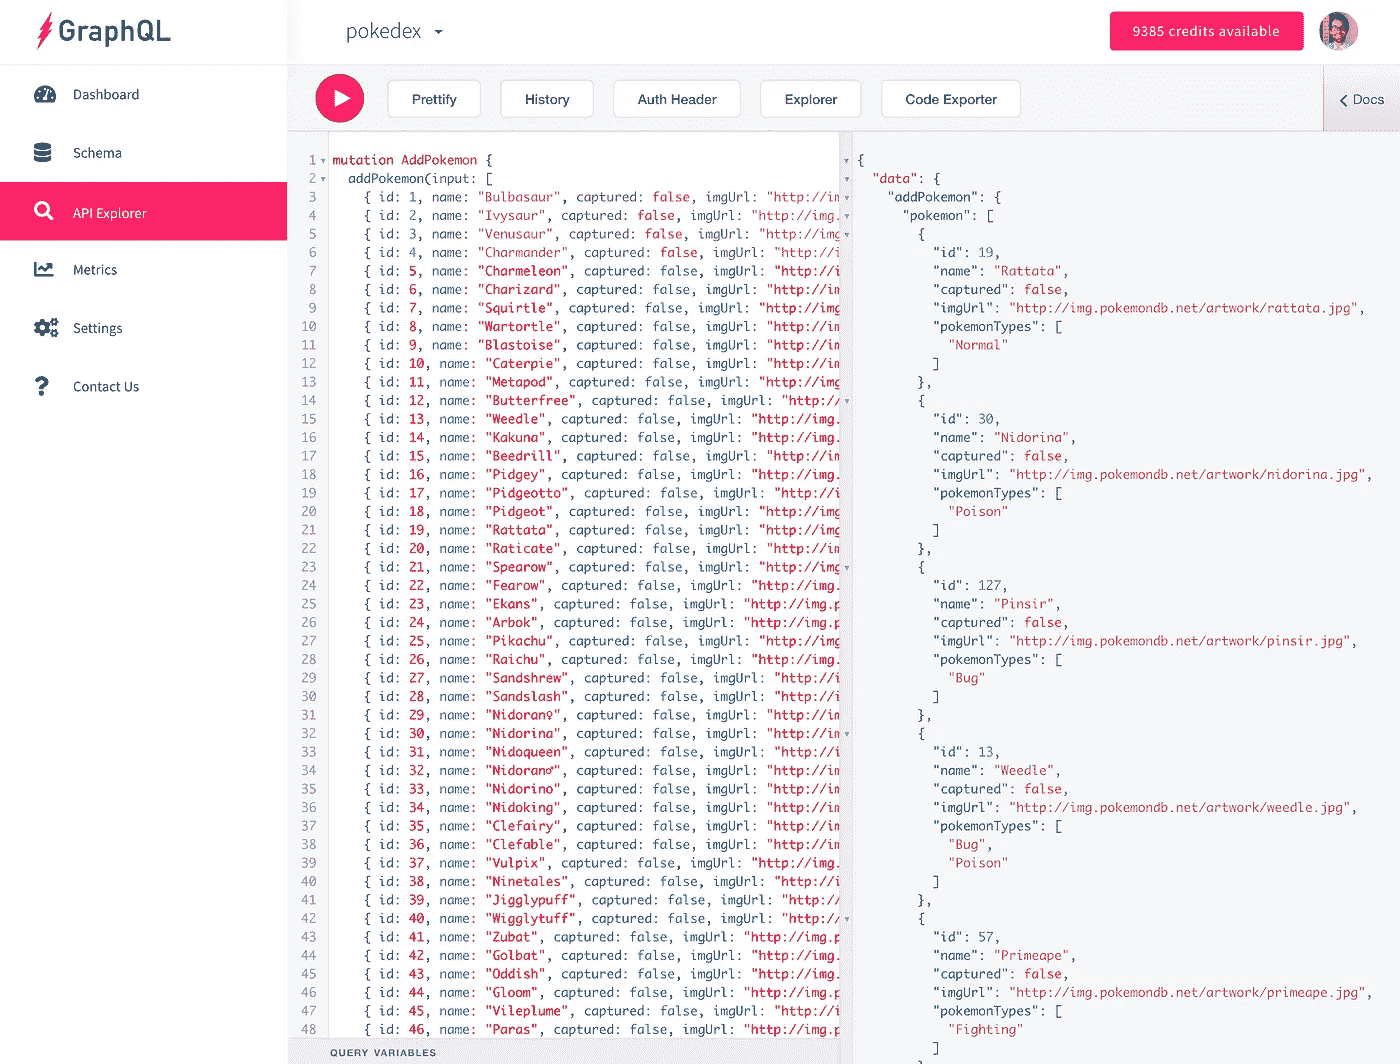 GraphQL
pokedex
9385 credits available
Dashboard
Schema
API Explorer
Metrics
Settings
Contact Us
Prettify
History
Auth Header
Explorer
Code Exporter
Docs
1 mutation AddPokemon {
2 addPokemon(input: [
3 { id: 1, name: "Bulbasaur", captured: false, imgUrl: "http://im
4 { id: 2, name: "Ivysaur", captured: false, imgUrl: "http://img.
5 { id: 3, name: "Venusaur", captured: false, imgUrl: "http://img
6 { id: 4, name: "Charmander", captured: false, imgUrl: "http://i
7 { id: 5, name: "Charmeleon", captured: false, imgUrl: "http://i
8 { id: 6, name: "Charizard", captured: false, imgUrl: "http://im
9 { id: 7, name: "Squirtle", captured: false, imgUrl: "http://img
10 { id: 8, name: "Wartortle", captured: false, imgUrl: "http://im
11 { id: 9, name: "Blastoise", captured: false, imgUrl: "http://im
12 { id: 10, name: "Caterpie", captured: false, imgUrl: "http://im
13 { id: 11, name: "Metapod", captured: false, imgUrl: "http://img
14 { id: 12, name: "Butterfree", captured: false, imgUrl: "http:/
15 { id: 13, name: "Weedle", captured: false, imgUrl: "http://img.
16 { id: 14, name: "Kakuna", captured: false, imgUrl: "http://img.
17 { id: 15, name: "Beedrill", captured: false, imgUrl: "http://im
18 { id: 16, name: "Pidgey", captured: false, imgUrl: "http://img.
19 { id: 17, name: "Pidgeotto", captured: false, imgUrl: "http://i
20 { id: 18, name: "Pidgeot", captured: false, imgUrl: "http://img
21 { id: 19, name: "Rattata", captured: false, imgUrl: "http://img
22 { id: 20, name: "Raticate", captured: false, imgUrl: "http://im
23 { id: 21, name: "Spearow", captured: false, imgUrl: "http://img
24 { id: 22, name: "Fearow", captured: false, imgUrl: "http://img.
25 { id: 23, name: "Ekans", captured: false, imgUrl: "http://img.p
26 { id: 24, name: "Arbok", captured: false, imgUrl: "http://img.p
27 { id: 25, name: "Pikachu", captured: false, imgUrl: "http://img
28 { id: 26, name: "Raichu", captured: false, imgUrl: "http://img.
29 { id: 27, name: "Sandshrew", captured: false, imgUrl: "http://i
30 { id: 28, name: "Sandslash", captured: false, imgUrl: "http://i
31 { id: 29, name: "Nidoran♀", captured: false, imgUrl: "http://im
32 { id: 30, name: "Nidorina", captured: false, imgUrl: "http://im
33 { id: 31, name: "Nidoqueen", captured: false, imgUrl: "http://i
34 { id: 32, name: "Nidoran♂", captured: false, imgUrl: "http://im
35 { id: 33, name: "Nidorino", captured: false, imgUrl: "http://im
36 { id: 34, name: "Nidoking", captured: false, imgUrl: "http://im
37 { id: 35, name: "Clefairy", captured: false, imgUrl: "http://im
38 { id: 36, name: "Clefable", captured: false, imgUrl: "http://im
39 { id: 37, name: "Vulpix", captured: false, imgUrl: "http://img.
40 { id: 38, name: "Ninetales", captured: false, imgUrl: "http://i
41 { id: 39, name: "Jigglypuff", captured: false, imgUrl: "http:/
42 { id: 40, name: "Wigglytuff", captured: false, imgUrl: "http:/
43 { id: 41, name: "Zubat", captured: false, imgUrl: "http://img.p
44 { id: 42, name: "Golbat", captured: false, imgUrl: "http://img.
45 { id: 43, name: "Oddish", captured: false, imgUrl: "http://img.
46 { id: 44, name: "Gloom", captured: false, imgUrl: "http://img.p
47 { id: 45, name: "Vileplume", captured: false, imgUrl: "http://i
48 { id: 46, name: "Paras", captured: false, imgUrl: "http://img.p
QUERY VARIABLES
{
"data": {
"addPokemon": {
"pokemon": [
{
"id": 19,
"name": "Rattata",
"captured": false,
"imgUrl": "http://img.pokemondb.net/artwork/rattata.jpg",
"pokemonTypes": [
"Normal"
]
},
{
"id": 30,
"name": "Nidorina",
"captured": false,
"imgUrl": "http://img.pokemondb.net/artwork/nidorina.jpg",
"pokemonTypes": [
"Poison"
]
},
{
"id": 127,
"name": "Pinsir",
"captured": false,
"imgUrl": "http://img.pokemondb.net/artwork/pinsir.jpg",
"pokemonTypes": [
"Bug"
]
},
{
"id": 13,
"name": "Weedle",
"captured": false,
"imgUrl": "http://img.pokemondb.net/artwork/weedle.jpg",
"pokemonTypes": [
"Bug",
"Poison"
]
},
{
"id": 57,
"name": "Primeape",
"captured": false,
"imgUrl": "http://img.pokemondb.net/artwork/primeape.jpg",
"pokemonTypes": [
"Fighting"
]